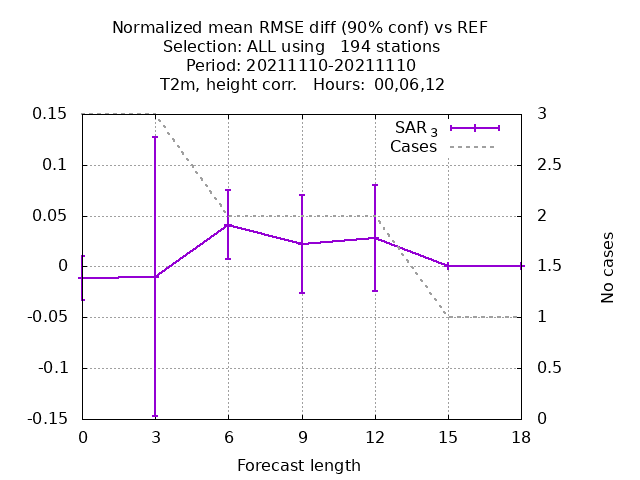 Normalized mean RMSE diff (90% conf) vs REF
Selection: ALL using   194 stations
Period: 20211110-20211110
T2m, height corr.   Hours: 00,06,12
SAR 3
Cases
0.15
0.1
0.05
0
-0.05
-0.1
-0.15
3
2.5
2
1.5
1
0.5
0
No cases
0 3 6 9 12 15 18
Forecast length